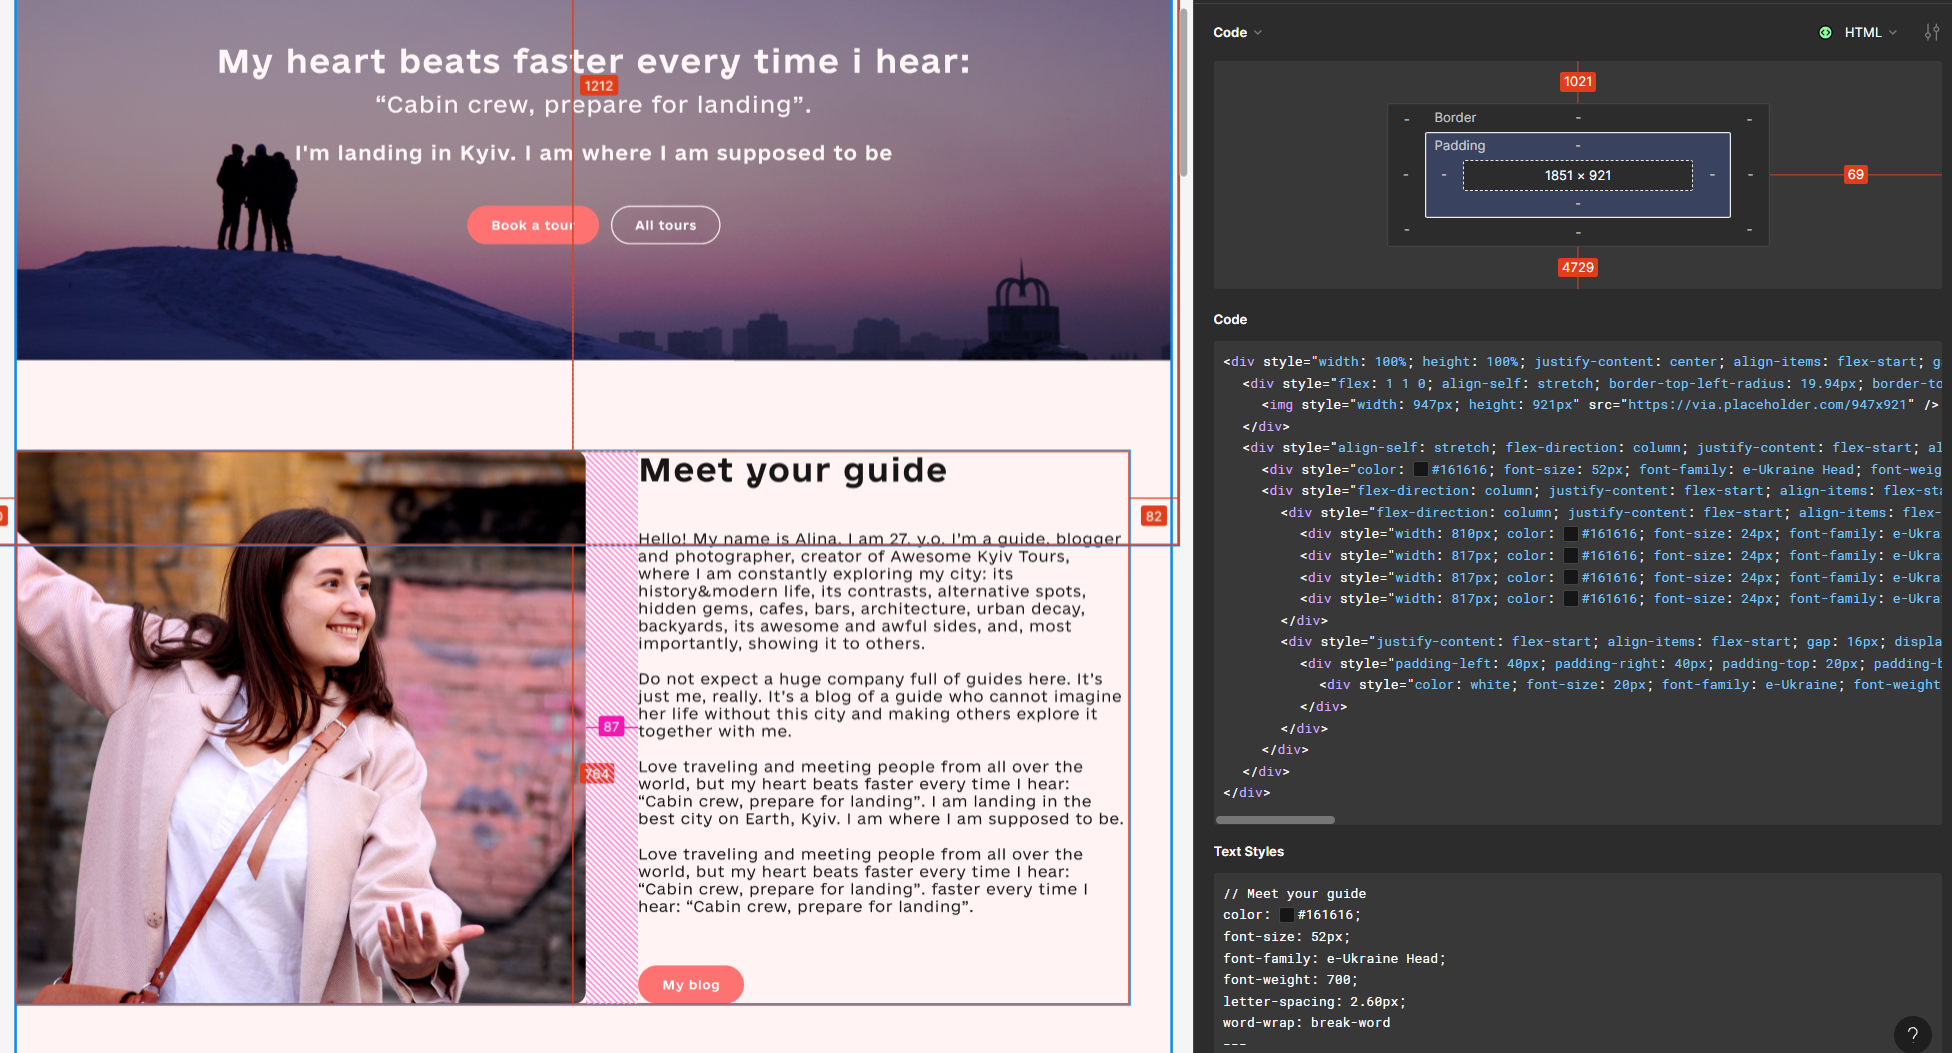 My heart beats faster every time i hear:
1212
“Cabin crew, prepare for landing”.
I'm landing in Kyiv. I am where I am supposed to be
Book a tour
All tours
Meet your guide
82
Hello! My name is Alina. I am 27. y.o. I'm a guide, blogger
and photographer, creator of Awesome Kyiv Tours,
where I am constantly exploring my city: its
history&modern life, its contrasts, alternative spots,
hidden gems, cafes, bars, architecture, urban decay,
backyards, its awesome and awful sides, and, most
importantly, showing it to others.
Do not expect a huge company full of guides here. It's
just me, really. It's a blog of a guide who cannot imagine
her life without this city and making others explore it
together with me.
87
764
Love traveling and meeting people from all over the
world, but my heart beats faster every time I hear:
“Cabin crew, prepare for landing”. I am landing in the
best city on Earth, Kyiv. I am where I am supposed to be.
Love traveling and meeting people from all over the
world, but my heart beats faster every time I hear:
“Cabin crew, prepare for landing”. faster every time I
hear: “Cabin crew, prepare for landing”.
My blog
Code
HTML
1021
- Border - -
Padding -
- - 1851 × 921 - -
69
-
- - -
4729
Code
<div style="width: 100%; height: 100%; justify-content: center; align-items: flex-start; g
<div style="flex: 1 1 0; align-self: stretch; border-top-left-radius: 19.94px; border-to
<img style="width: 947px; height: 921px" src="https://via.placeholder.com/947x921" />
</div>
<div style="align-self: stretch; flex-direction: column; justify-content: flex-start; al
<div style="color: #161616; font-size: 52px; font-family: e-Ukraine Head; font-weig
<div style="flex-direction: column; justify-content: flex-start; align-items: flex-sta
<div style="flex-direction: column; justify-content: flex-start; align-items: flex-
<div style="width: 810px; color: #161616; font-size: 24px; font-family: e-Ukra
<div style="width: 817px; color: #161616; font-size: 24px; font-family: e-Ukra
<div style="width: 817px; color: #161616; font-size: 24px; font-family: e-Ukra
<div style="width: 817px; color: #161616; font-size: 24px; font-family: e-Ukra
</div>
<div style="justify-content: flex-start; align-items: flex-start; gap: 16px; displa
<div style="padding-left: 40px; padding-right: 40px; padding-top: 20px; padding-b
<div style="color: white; font-size: 20px; font-family: e-Ukraine; font-weight
</div>
</div>
</div>
</div>
</div>
Text Styles
// Meet your guide
color: #161616;
font-size: 52px;
font-family: e-Ukraine Head;
font-weight: 700;
letter-spacing: 2.60px;
word-wrap: break-word
---
?